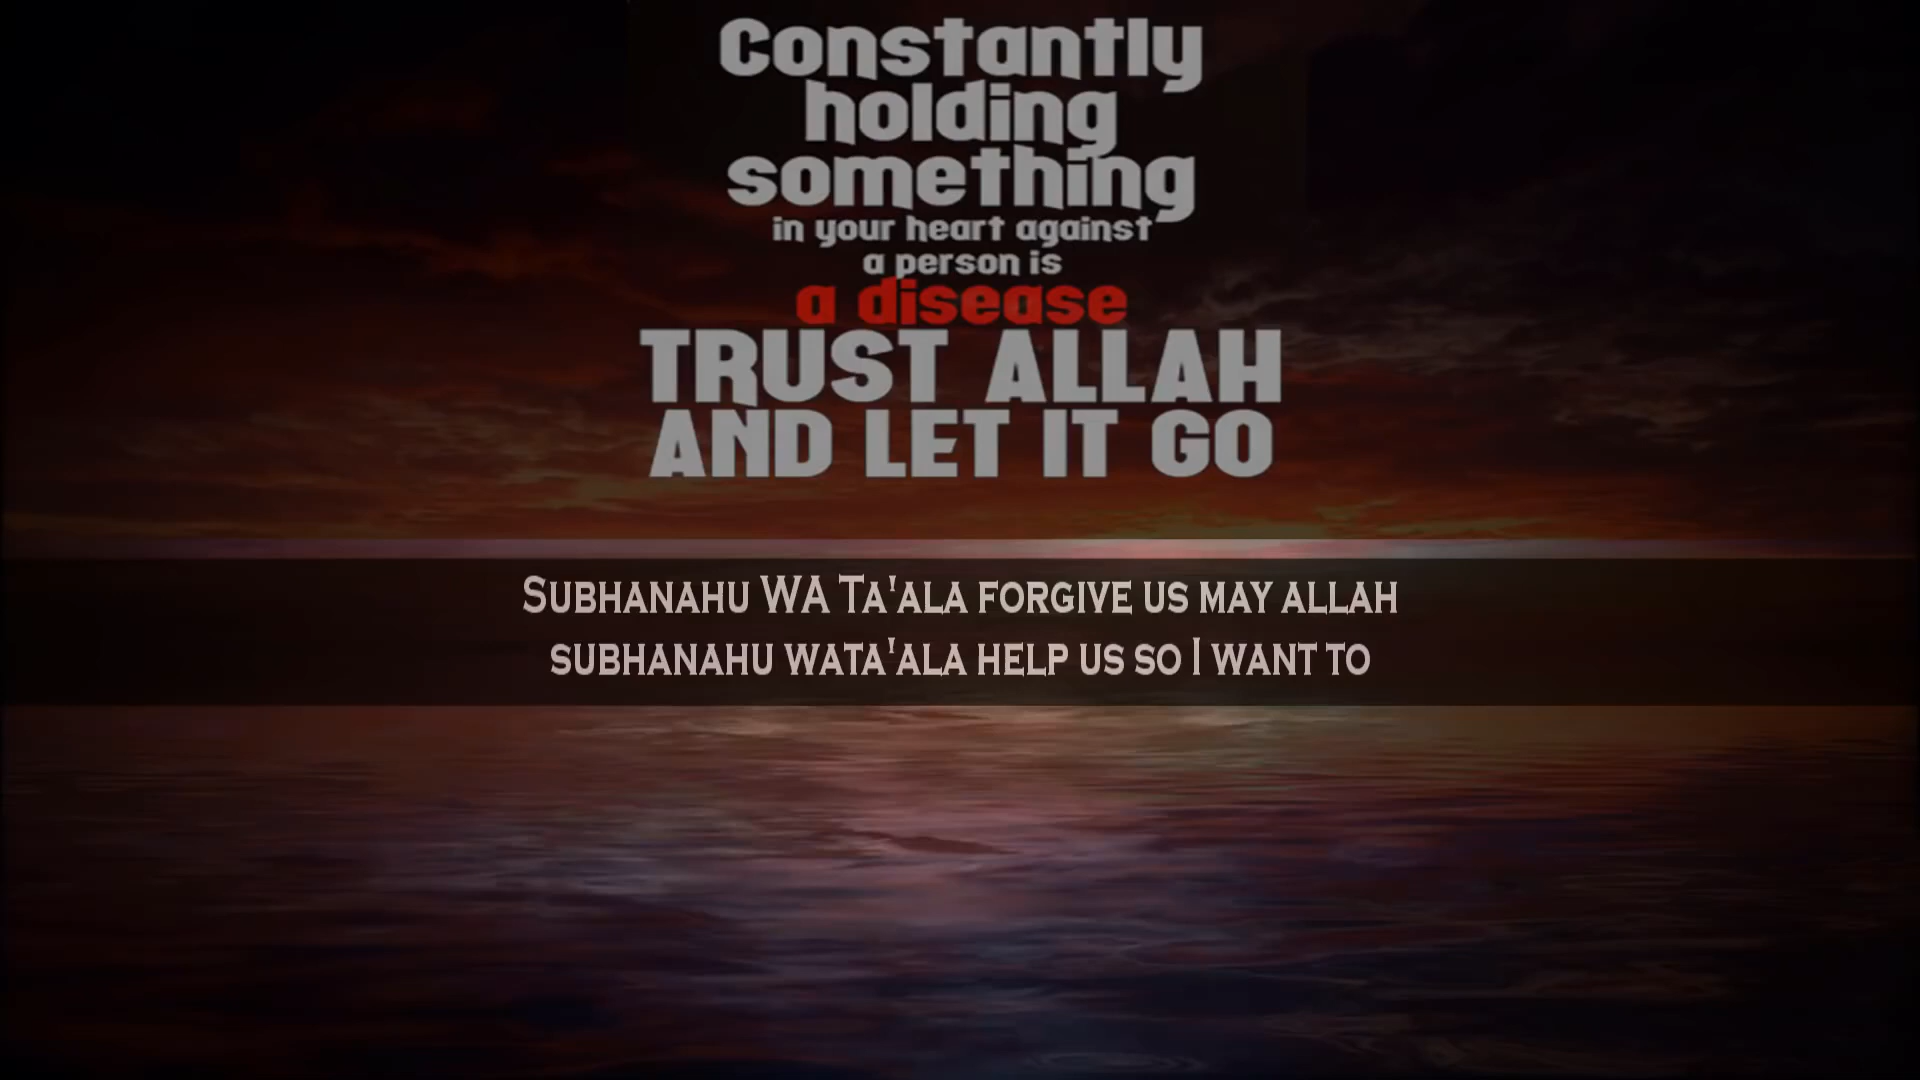 Constantly
holding
something
in your heart against
a person is
a disease
TRUST ALLAH
AND LET IT GO
Subhanahu WA Ta'ala forgive us may allah
subhanahu wata'ala help us so I want to